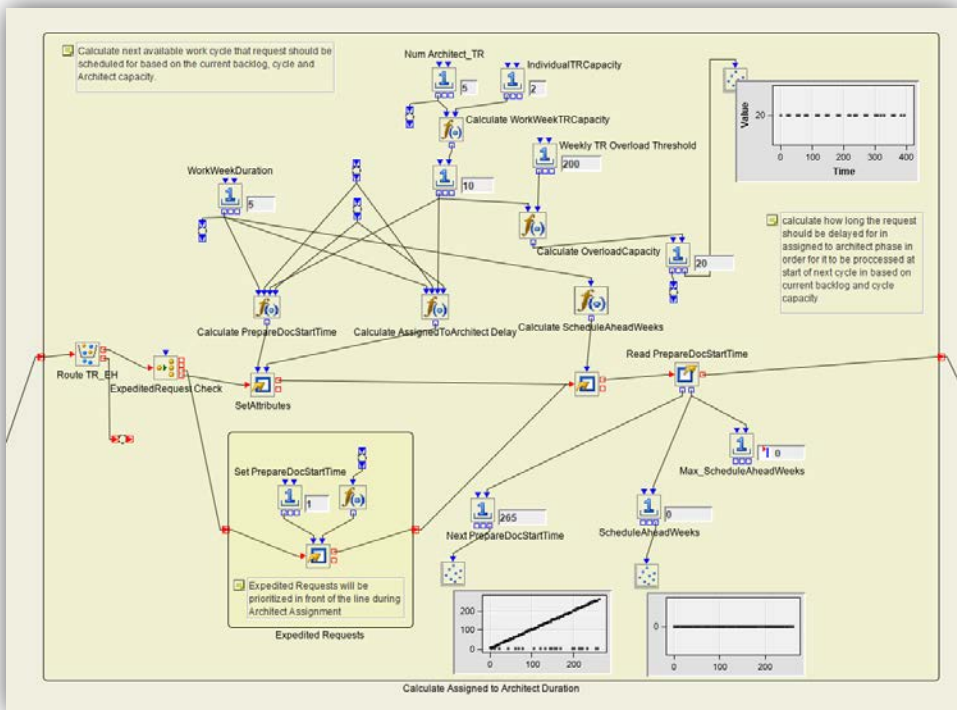 Calculate next available work cycle that request should be
scheduled for based on the current backlog, cycle and
Architect capacity.
Num Architect_TR
5
IndividualTRCapacity
2
Calculate WorkWeekTRCapacity
Weekly TR Overload Threshold
200
WorkWeekDuration
5
10
Value
20
0 100 200 300 400
Time
calculate how long the request
should be delayed for in
assigned to architect phase in
order for it to be proccessed at
start of next cycle in based on
current backlog and cycle
capacity
Calculate OverloadCapacity
20
Calculate PrepareDocStartTime
Calculate AssignedToArchitect Delay
Calculate ScheduleAheadWeeks
Route TR_EH
ExpeditedRequest Check
SetAttributes
Read PrepareDocStartTime
0
Max_ScheduleAheadWeeks
Set PrepareDocStartTime
1
265
Next PrepareDocStartTime
0
ScheduleAheadWeeks
Expedited Requests will be
prioritized in front of the line during
Architect Assignment
Expedited Requests
200
100
0
0 100 200
0
0 100 200
Calculate Assigned to Architect Duration